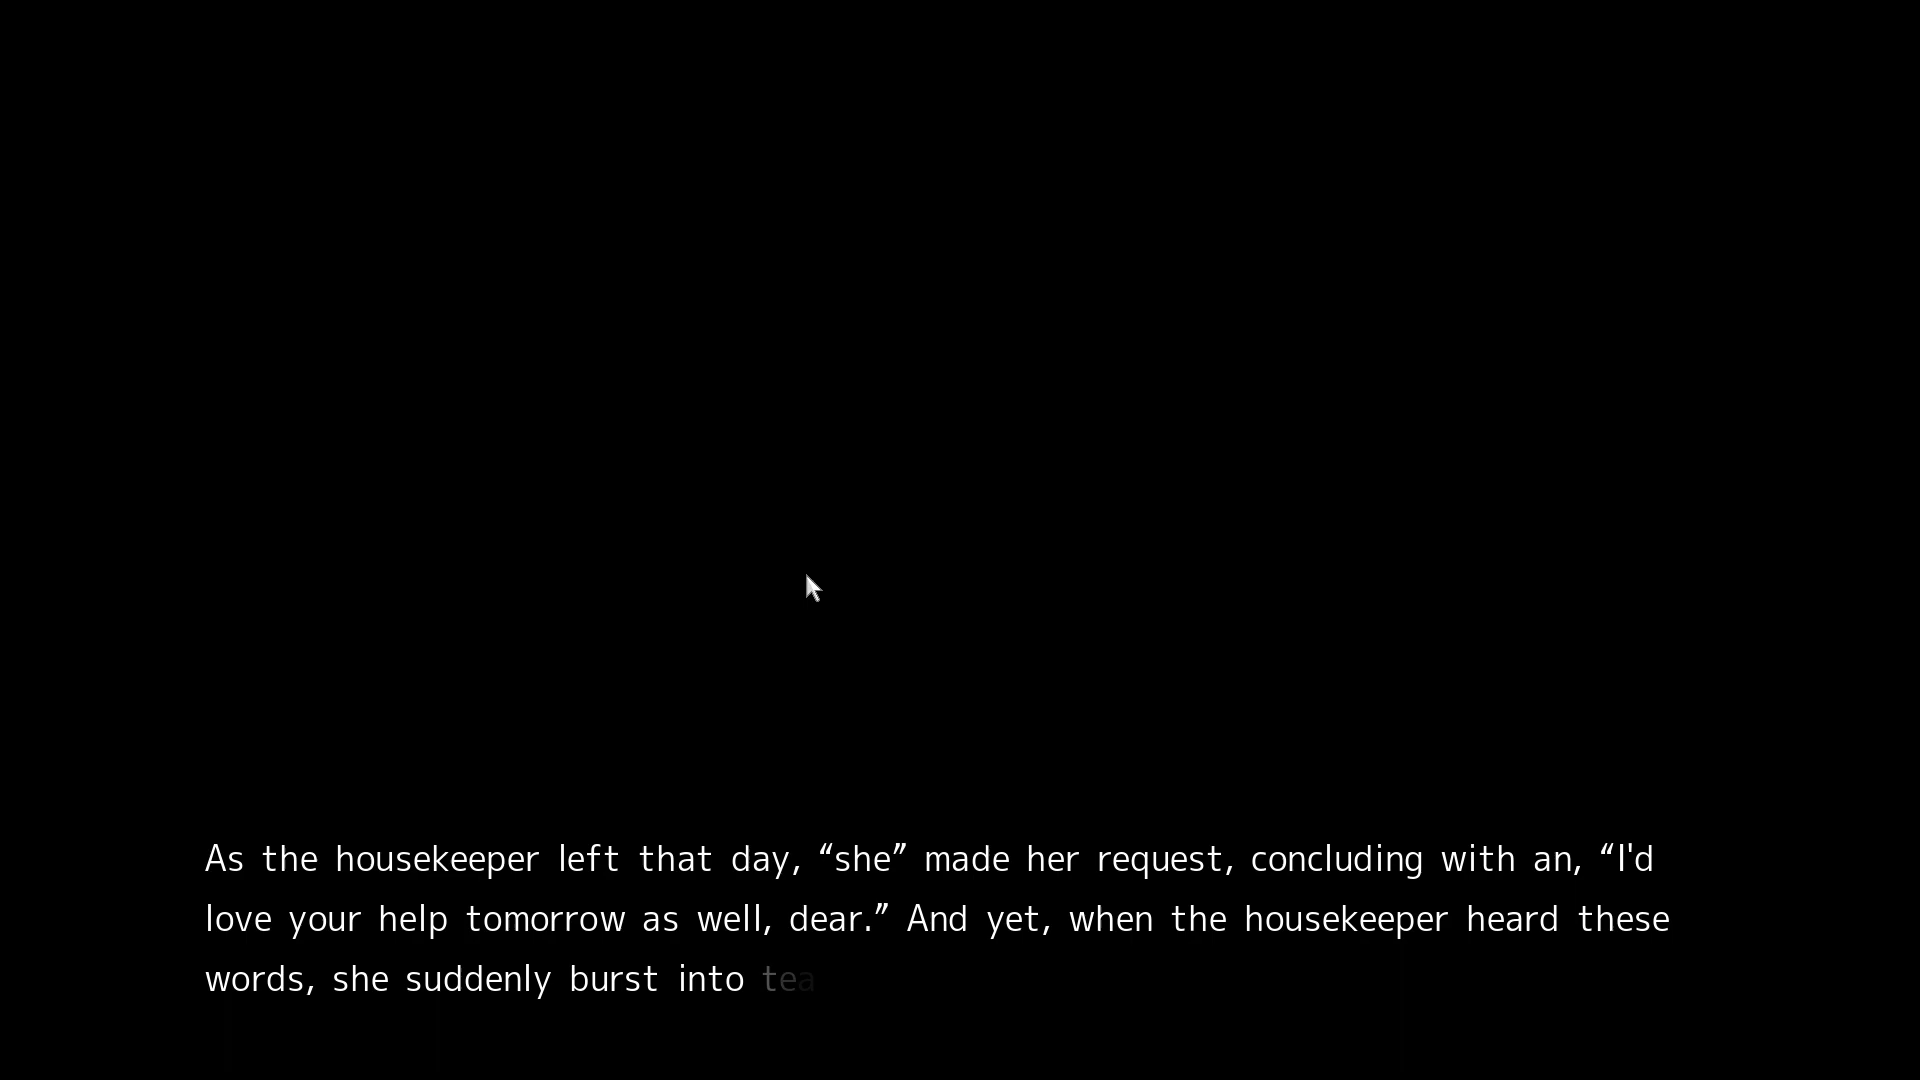 As the housekeeper left that day, “she” made her request, concluding with an, “I'd
love your help tomorrow as well, dear.” And yet, when the housekeeper heard these
words, she suddenly burst into tea